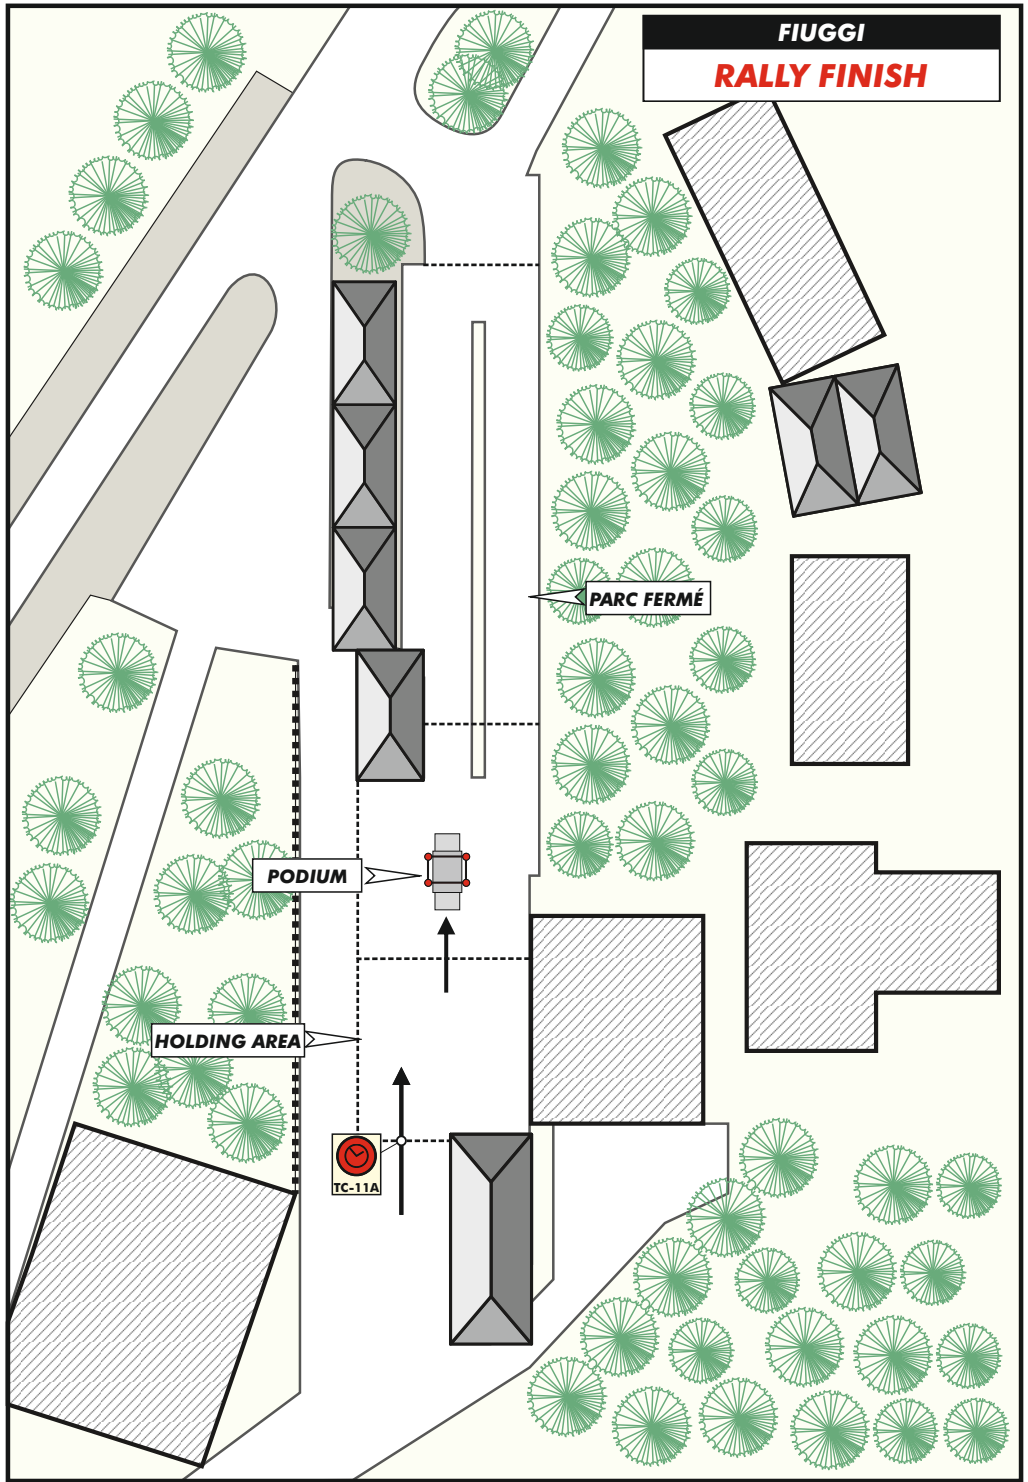 FIUGGI
RALLY FINISH
PARC FERMÉ
PODIUM
HOLDING AREA
TC-11A